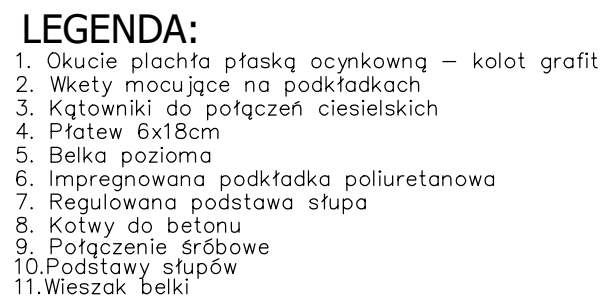 LEGENDA:
1. Okucie plachła płaską ocynkowną – kolot grafit
2. Wkety mocujące na podkładkach
3. Kątowniki do połączeń ciesielskich
4. Płatew 6x18cm
5. Belka pozioma
6. Impregnowana podkładka poliuretanowa
7. Regulowana podstawa słupa
8. Kotwy do betonu
9. Połączenie śróbowe
10.Podstawy słupów
11.Wieszak belki